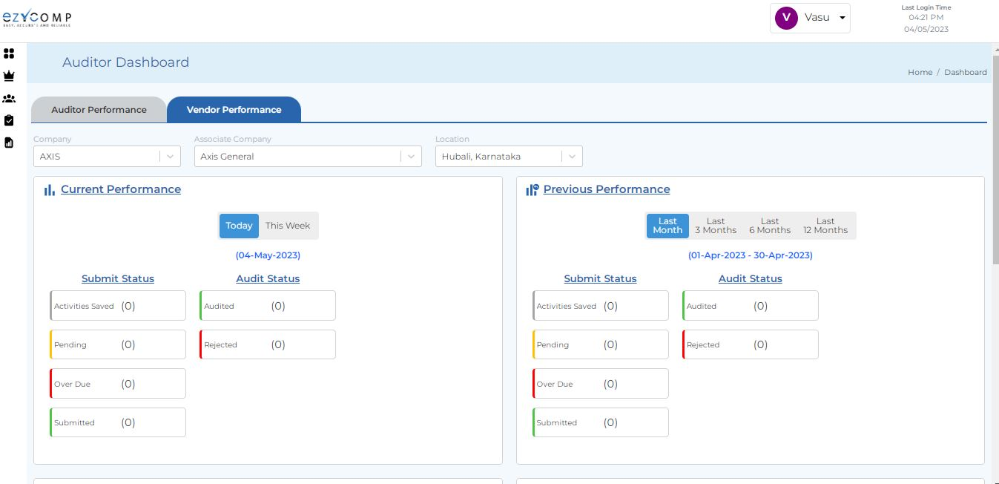 ezycomp
EASY, ACCURATE AND RELIABLE
V Vasu
Last Login Time
04:21 PM
04/05/2023
Auditor Dashboard
Home / Dashboard
Auditor Performance
Vendor Performance
Company
Associate Company
Location
AXIS
Axis General
Hubali, Karnataka
Current Performance
Today
This Week
(04-May-2023)
Submit Status
Audit Status
Activities Saved (0)
Audited (0)
Pending (0)
Rejected (0)
Over Due (0)
Submitted (0)
Previous Performance
Last
Month
Last
3 Months
Last
6 Months
Last
12 Months
(01-Apr-2023 - 30-Apr-2023)
Submit Status
Audit Status
Activities Saved (0)
Audited (0)
Pending (0)
Rejected (0)
Over Due (0)
Submitted (0)